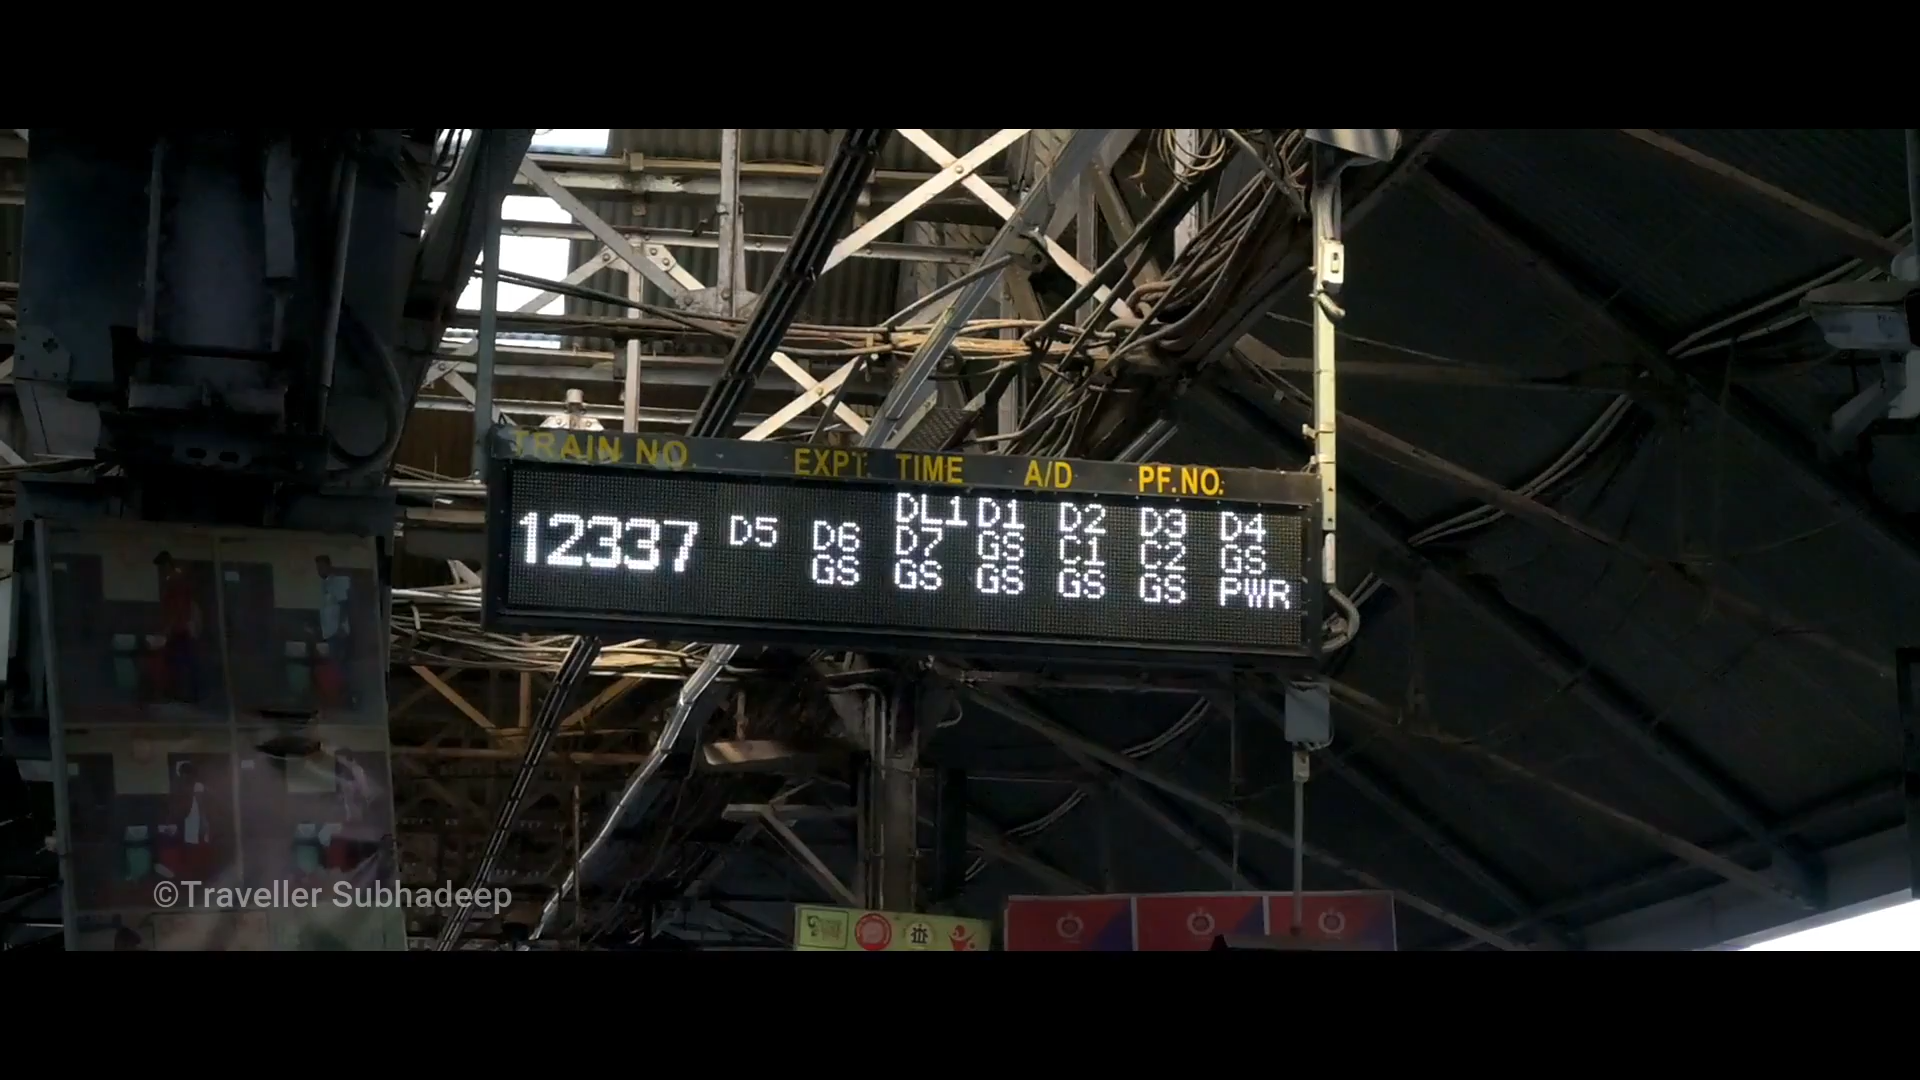 TRAIN NO. EXPT. TIME A/D PF.NO.
DL1 D1 D2 D3 D4
12337 D5 D6 D7 GS C1 C2 GS
GS GS GS GS GS PWR
©Traveller Subhadeep